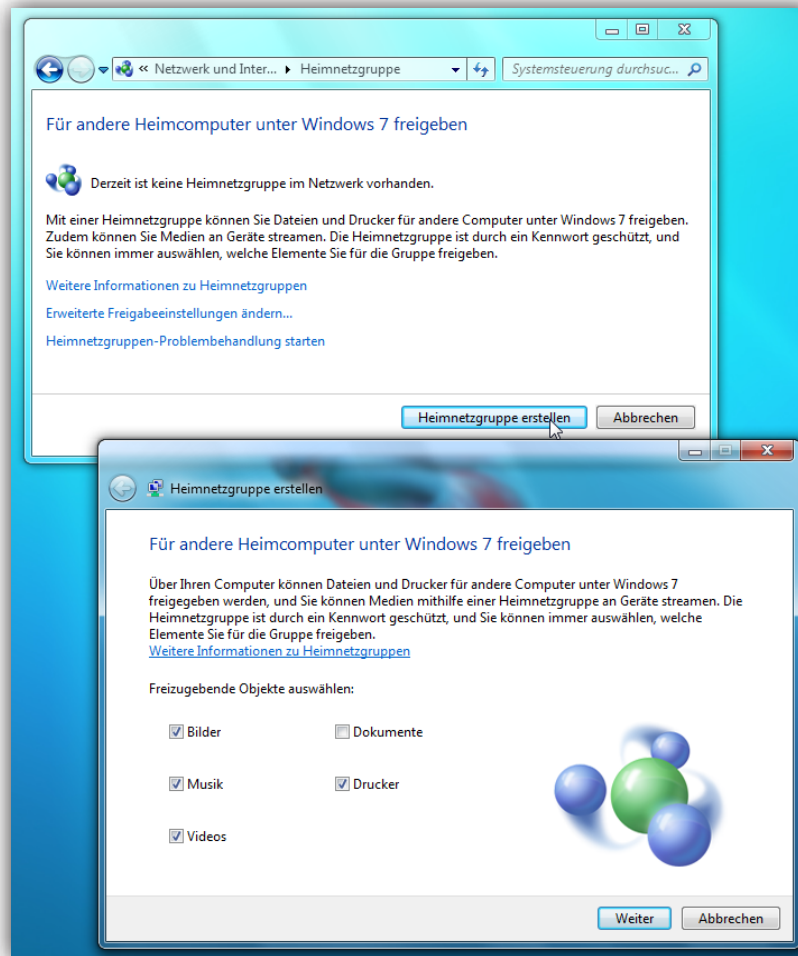 « Netzwerk und Inter... ▸ Heimnetzgruppe
Systemsteuerung durchsuc...
Für andere Heimcomputer unter Windows 7 freigeben
Derzeit ist keine Heimnetzgruppe im Netzwerk vorhanden.
Mit einer Heimnetzgruppe können Sie Dateien und Drucker für andere Computer unter Windows 7 freigeben.
Zudem können Sie Medien an Geräte streamen. Die Heimnetzgruppe ist durch ein Kennwort geschützt, und
Sie können immer auswählen, welche Elemente Sie für die Gruppe freigeben.
Weitere Informationen zu Heimnetzgruppen
Erweiterte Freigabeeinstellungen ändern...
Heimnetzgruppen-Problembehandlung starten
Heimnetzgruppe erstellen
Abbrechen
Heimnetzgruppe erstellen
Für andere Heimcomputer unter Windows 7 freigeben
Über Ihren Computer können Dateien und Drucker für andere Computer unter Windows 7
freigegeben werden, und Sie können Medien mithilfe einer Heimnetzgruppe an Geräte streamen. Die
Heimnetzgruppe ist durch ein Kennwort geschützt, und Sie können immer auswählen, welche
Elemente Sie für die Gruppe freigeben.
Weitere Informationen zu Heimnetzgruppen
Freizugebende Objekte auswählen:
Bilder
Dokumente
Musik
Drucker
Videos
Weiter
Abbrechen